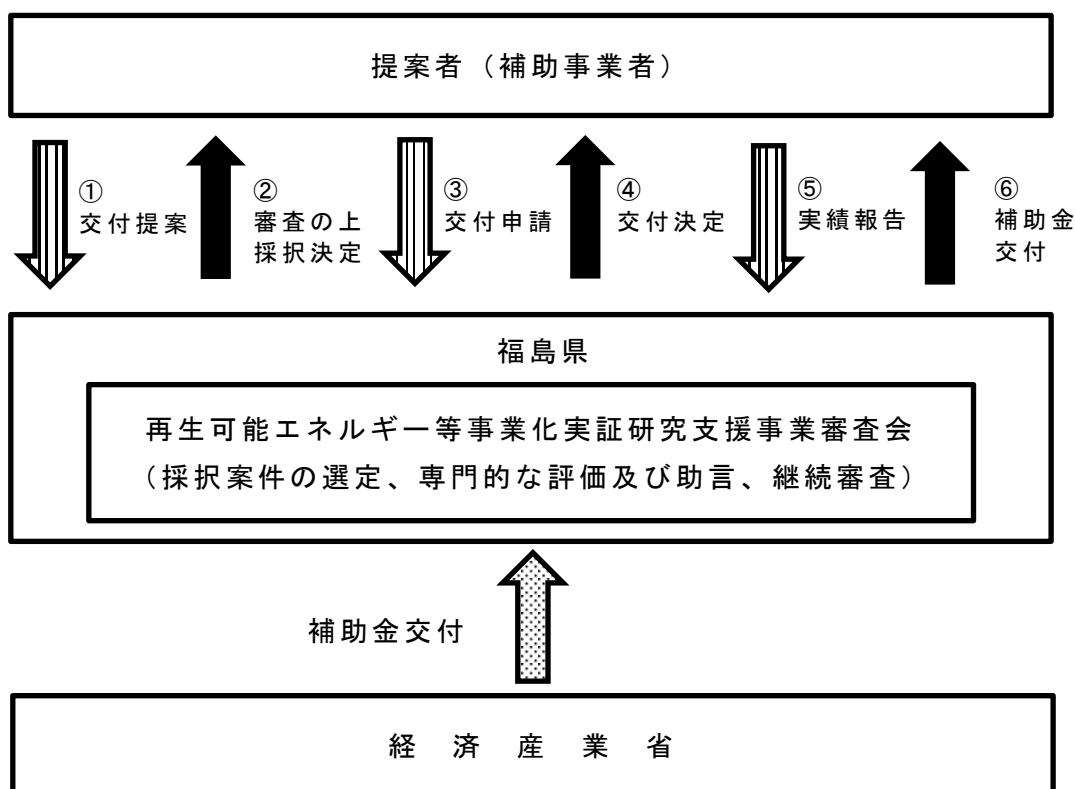 提案者（補助事業者）
①
交付提案
②
審査の上
採択決定
③
交付申請
④
交付決定
⑤
実績報告
⑥
補助金
交付
福島県
再生可能エネルギー等事業化実証研究支援事業審査会
（採択案件の選定、専門的な評価及び助言、継続審査）
補助金交付
経済産業省